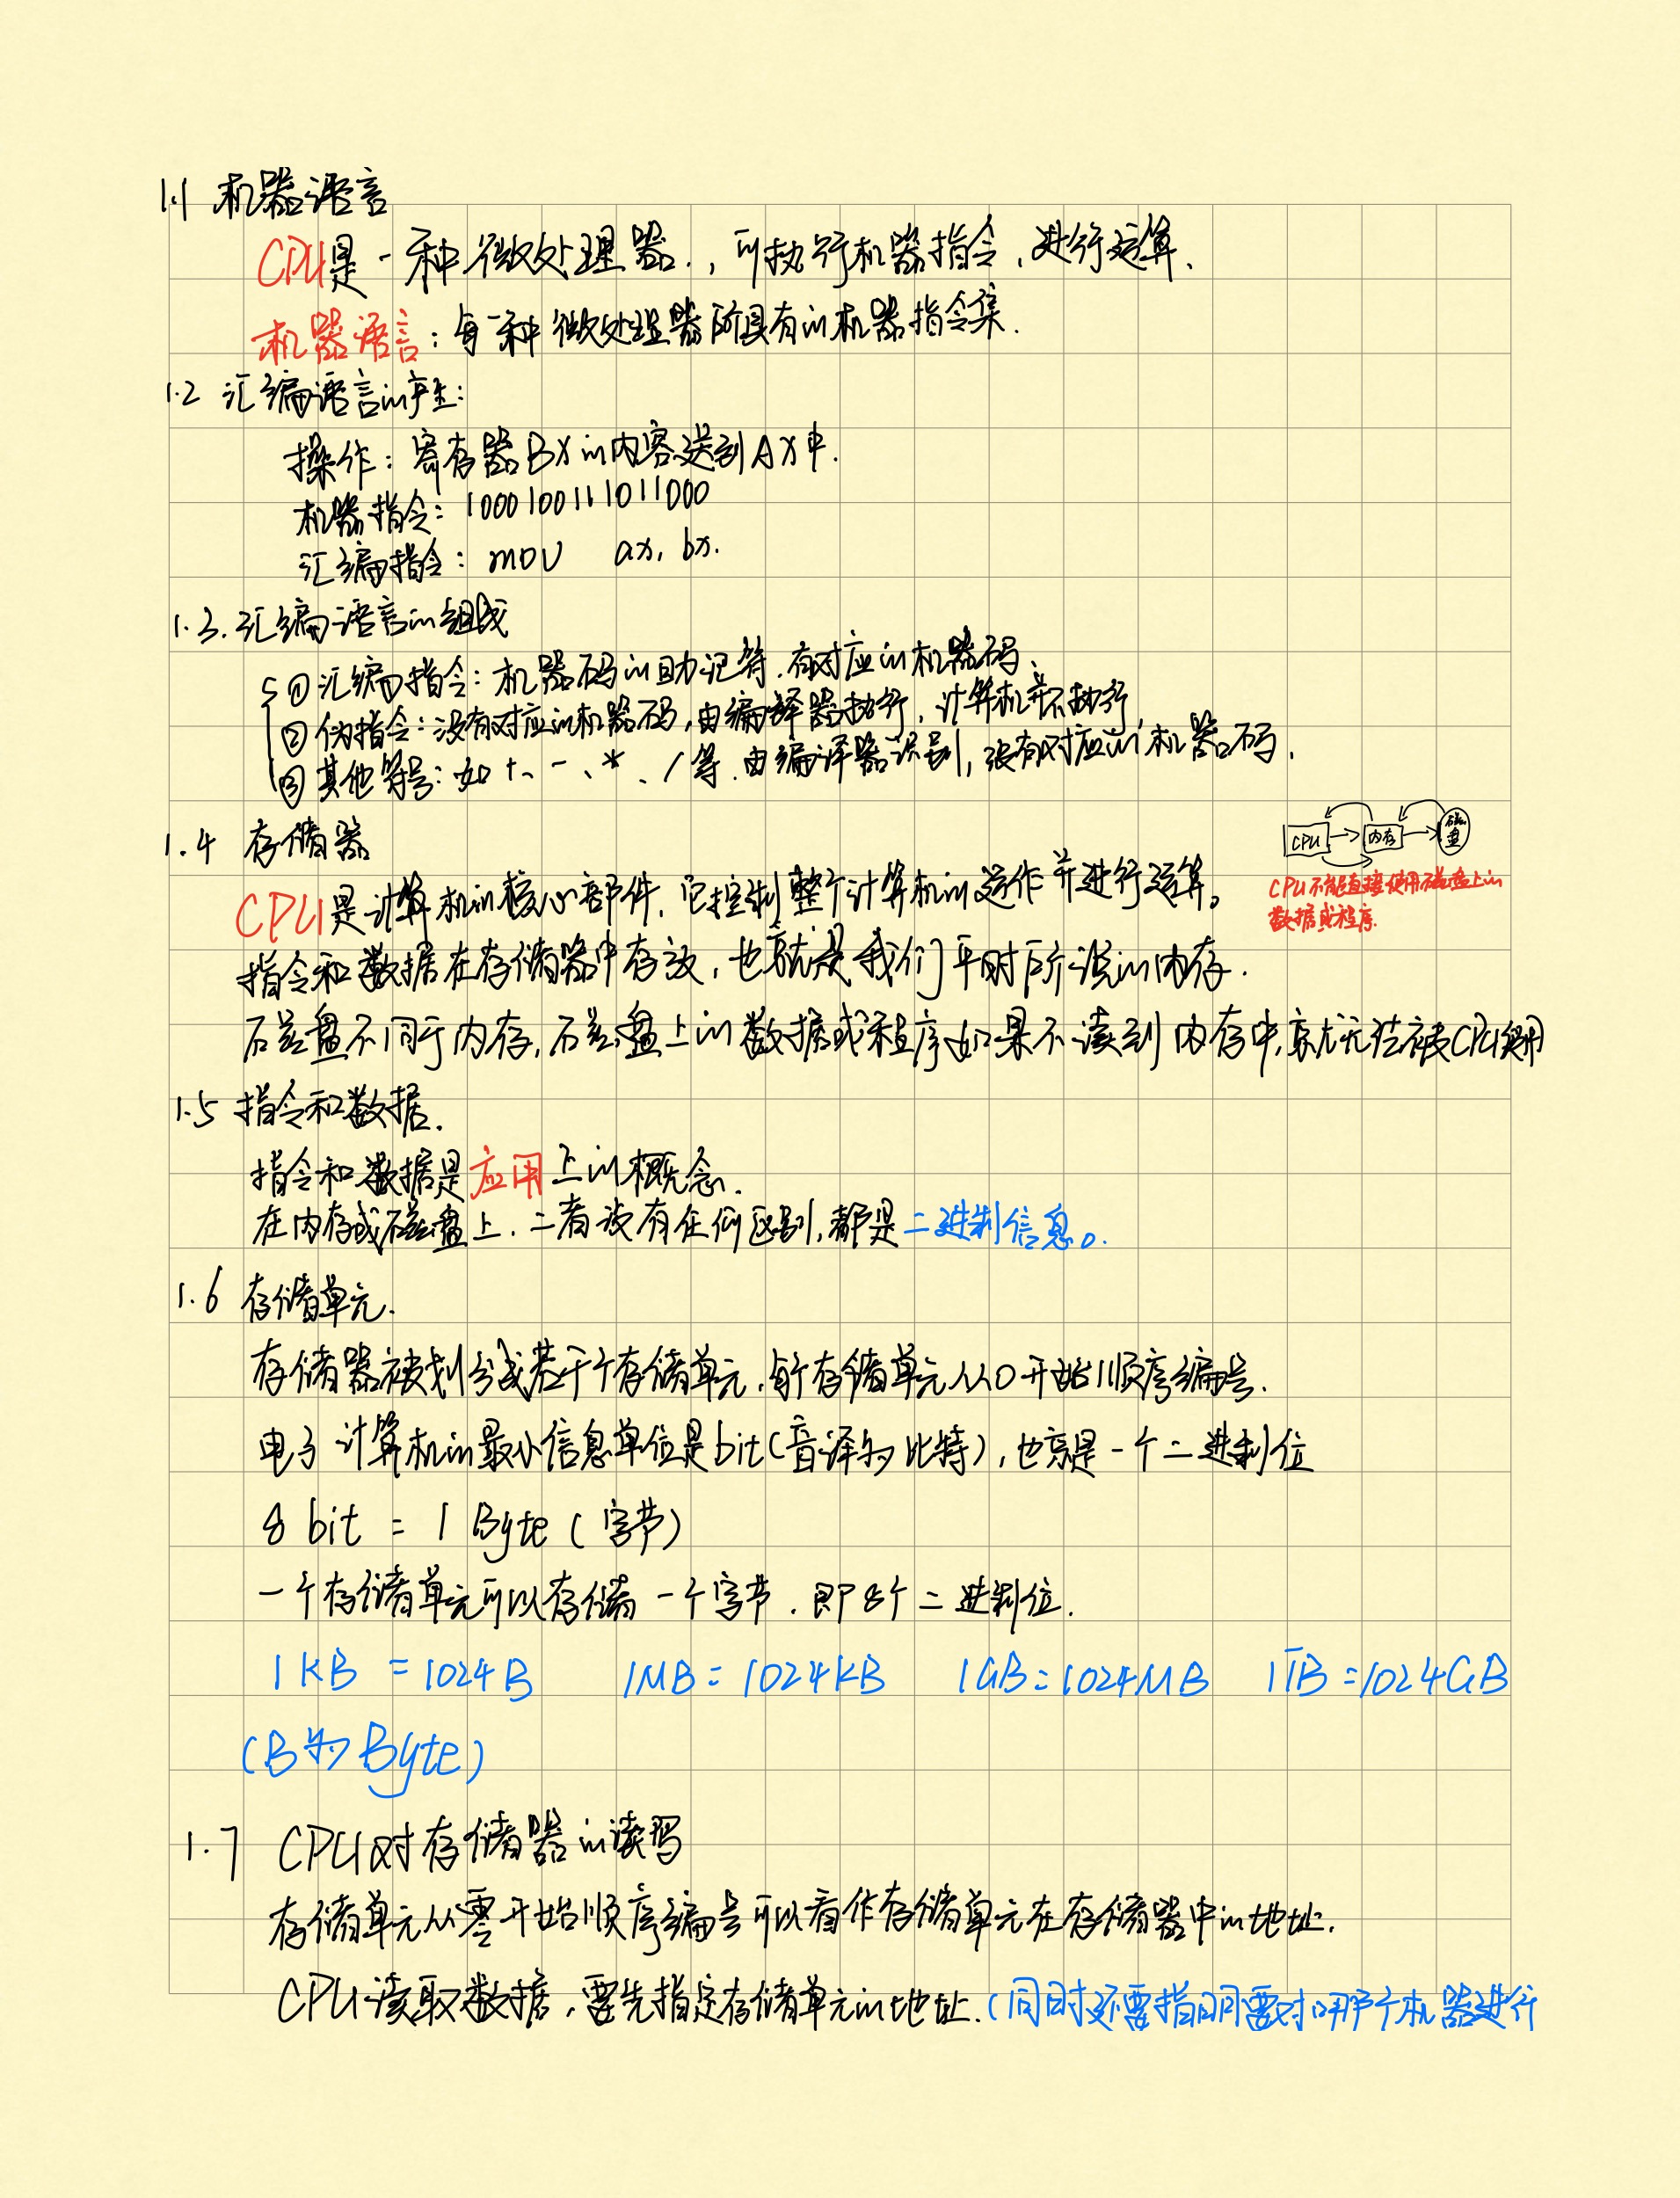 1.1 机器语言
CPU是一种微处理器.，可执行机器指令、进行运算、
机器语言：每一种微处理器所具有的机器指令集.
1.2 汇编语言的产生:
操作：寄存器BX的内容送到AX中.
机器指令：1000100111011000
汇编指令：mov ax, bx.
1.3. 汇编语言的组成
①汇编指令：机器码的助记符.有对应的机器码、
②伪指令：没有对应的机器码,由编译器执行,计算机并不执行
③其他符号：如+、-、*、/等.由编译器识别,没有对应的机器码.
1.4 存储器
CPU → 内存 → 磁盘
CPU不能直接使用磁盘上的
数据或程序.
CPU是计算机的核心部件,它控制整个计算机的运作并进行运算。
指令和数据在存储器中存放,也就是我们平时所说的内存.
磁盘不同于内存,磁盘上的数据或程序如果不读到内存中,就无法被CPU使用
1.5 指令和数据.
指令和数据是应用上的概念.
在内存或磁盘上.二者没有任何区别,都是二进制信息。.
1.6 存储单元.
存储器被划分成若干个存储单元,每个存储单元从0开始顺序编号.
电子计算机的最小信息单位是bit(音译为比特),也就是一个二进制位
8 bit = 1 Byte (字节)
一个存储单元可以存储一个字节.即8个二进制位.
1KB = 1024B 1MB = 1024KB 1GB = 1024MB 1TB = 1024GB
(B为Byte)
1.7 CPU对存储器的读写
存储单元从零开始顺序编号可以看作存储单元在存储器中的地址.
CPU读取数据,要先指定存储单元的地址.(同时还要指明要对哪个机器进行